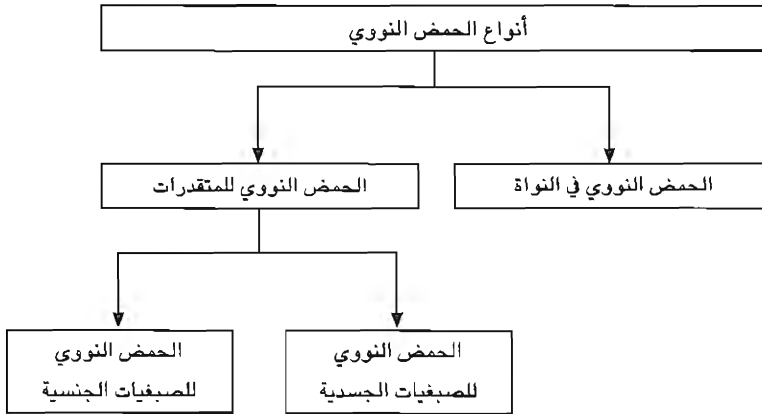 أنواع الحمض النووي
الحمض النووي في النواة
الحمض النووي للمتقدرات
الحمض النووي
للصبغيات الجسدية
الحمض النووي
للصبغيات الجنسية